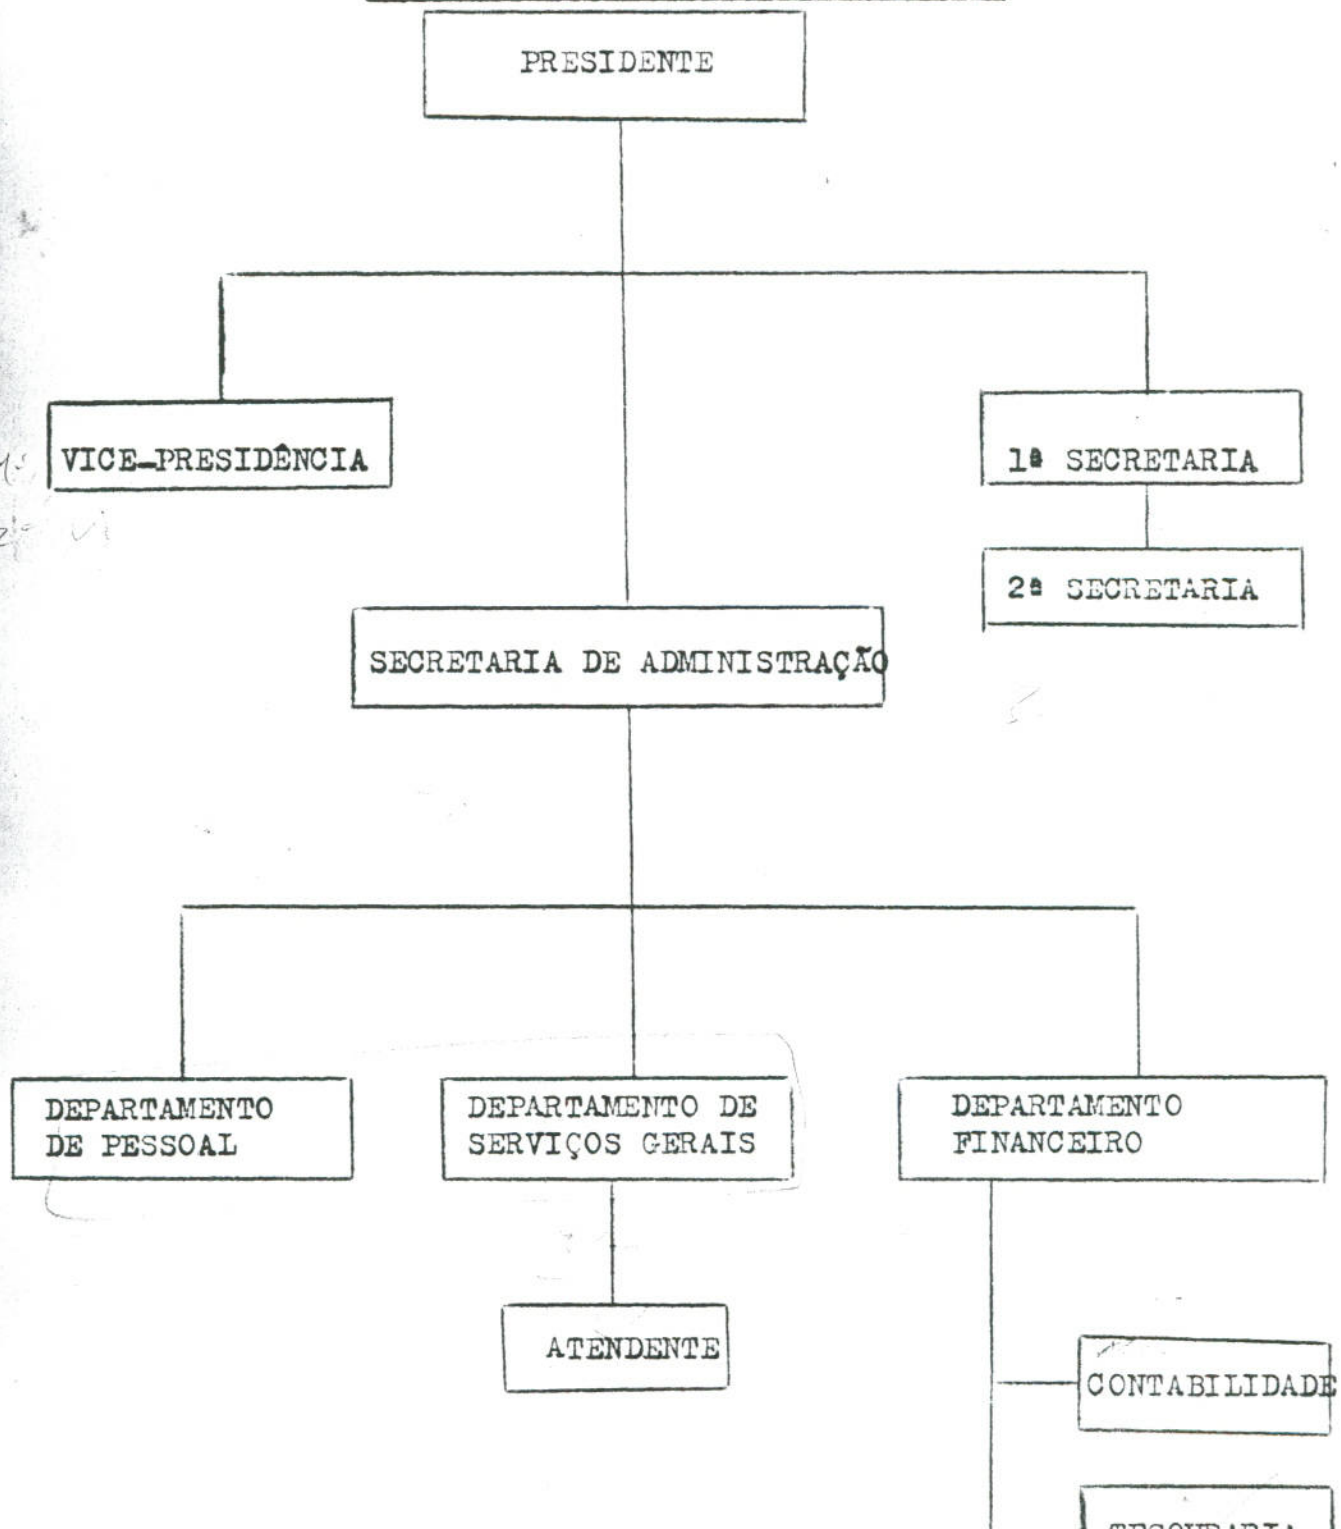 PRESIDENTE
VICE-PRESIDÊNCIA
1ª SECRETARIA
2ª SECRETARIA
SECRETARIA DE ADMINISTRAÇÃO
DEPARTAMENTO
DE PESSOAL
DEPARTAMENTO DE
SERVIÇOS GERAIS
DEPARTAMENTO
FINANCEIRO
ATENDENTE
CONTABILIDADE
TESOURARIA